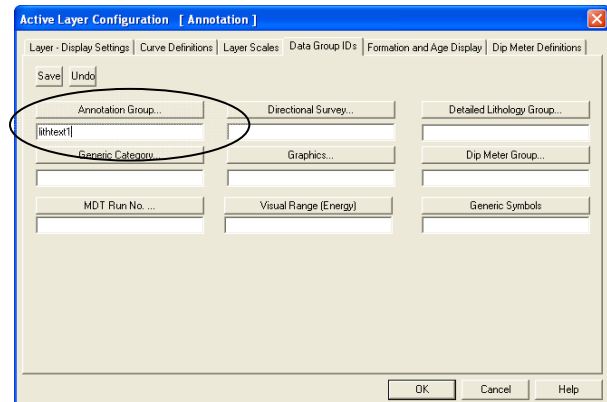 Active Layer Configuration [ Annotation ]
Layer - Display Settings Curve Definitions Layer Scales Data Group IDs Formation and Age Display Dip Meter Definitions
Save Undo
Annotation Group... Directional Survey... Detailed Lithology Group...
lithtext1
Generic Category... Graphics... Dip Meter Group...
MDT Run No. ... Visual Range (Energy) Generic Symbols
OK Cancel Help